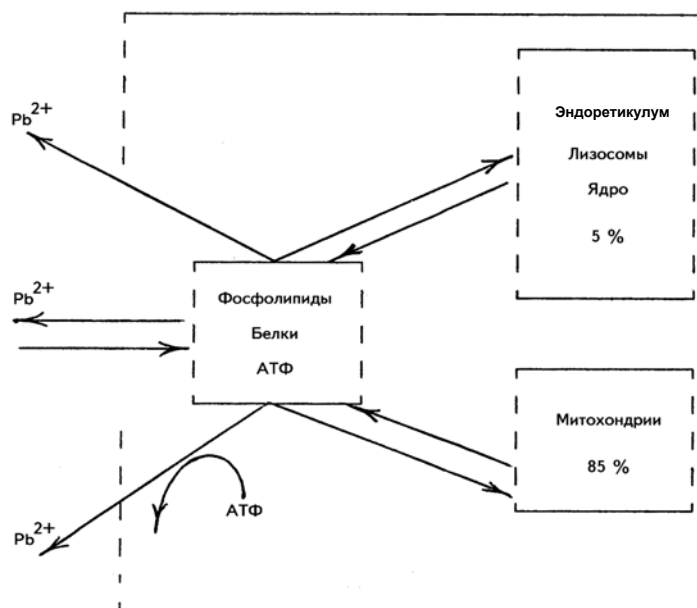 Pb2+
Эндоретикулум
Лизосомы
Ядро
5 %
Pb2+
Фосфолипиды
Белки
АТФ
Митохондрии
85 %
АТФ
Pb2+